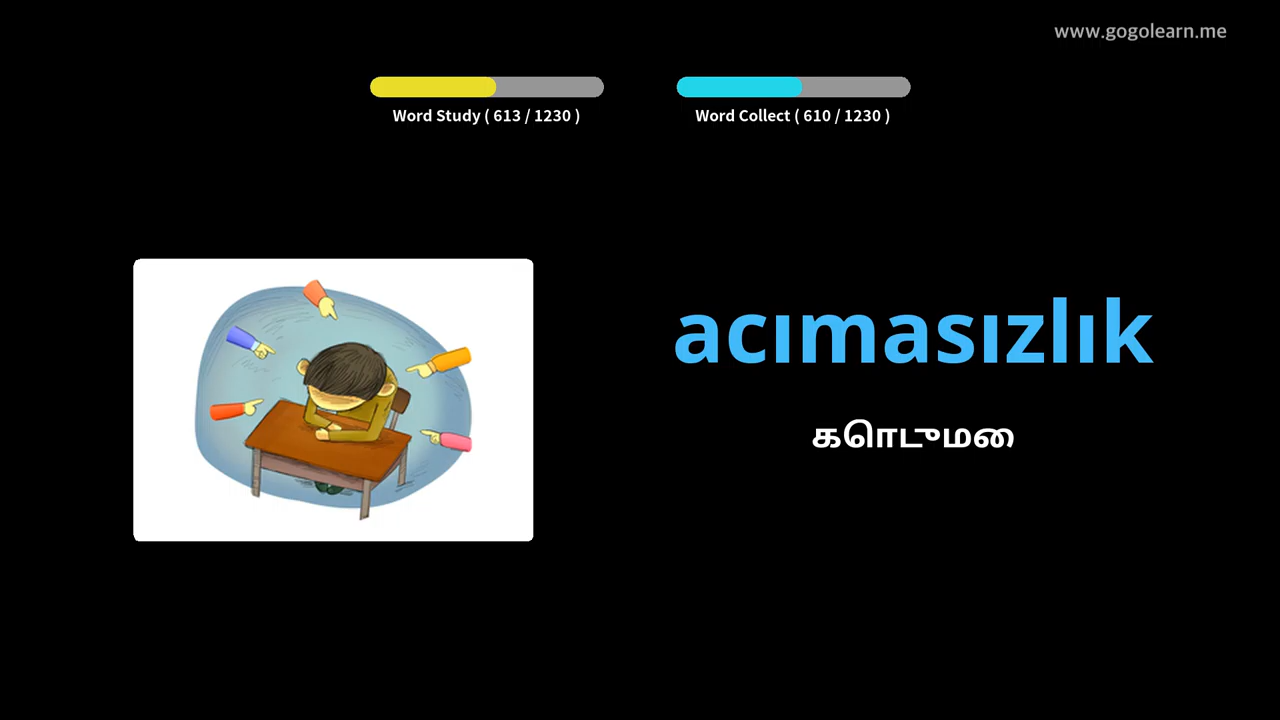 www.gogolearn.me
Word Study ( 613 / 1230 )
Word Collect ( 610 / 1230 )
acımasızlık
கொடுமை